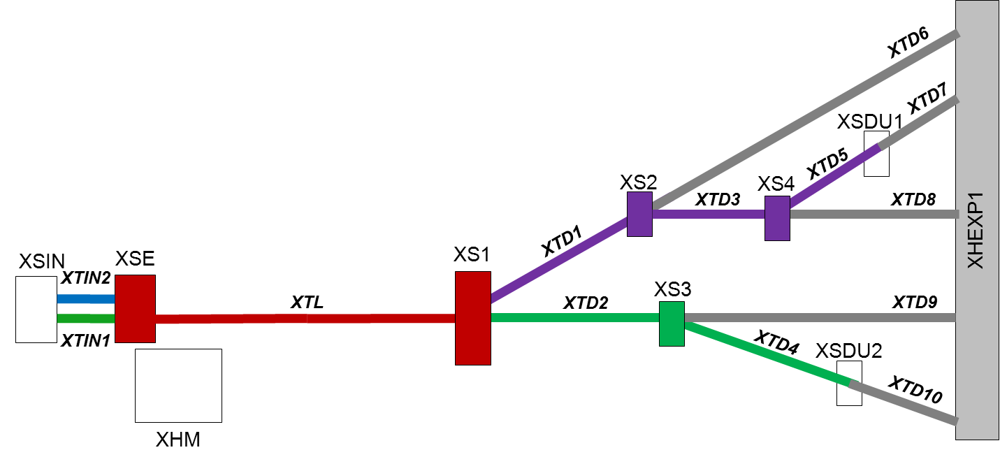 XTD6
XTD7
XSDU1
XTD5
XS2
XS4
XTD3
XTD8
XHEXP1
XTD1
XS1
XSIN
XSE
XTIN2
XTL
XTD2
XS3
XTD9
XTIN1
XTD4
XSDU2
XTD10
XHM